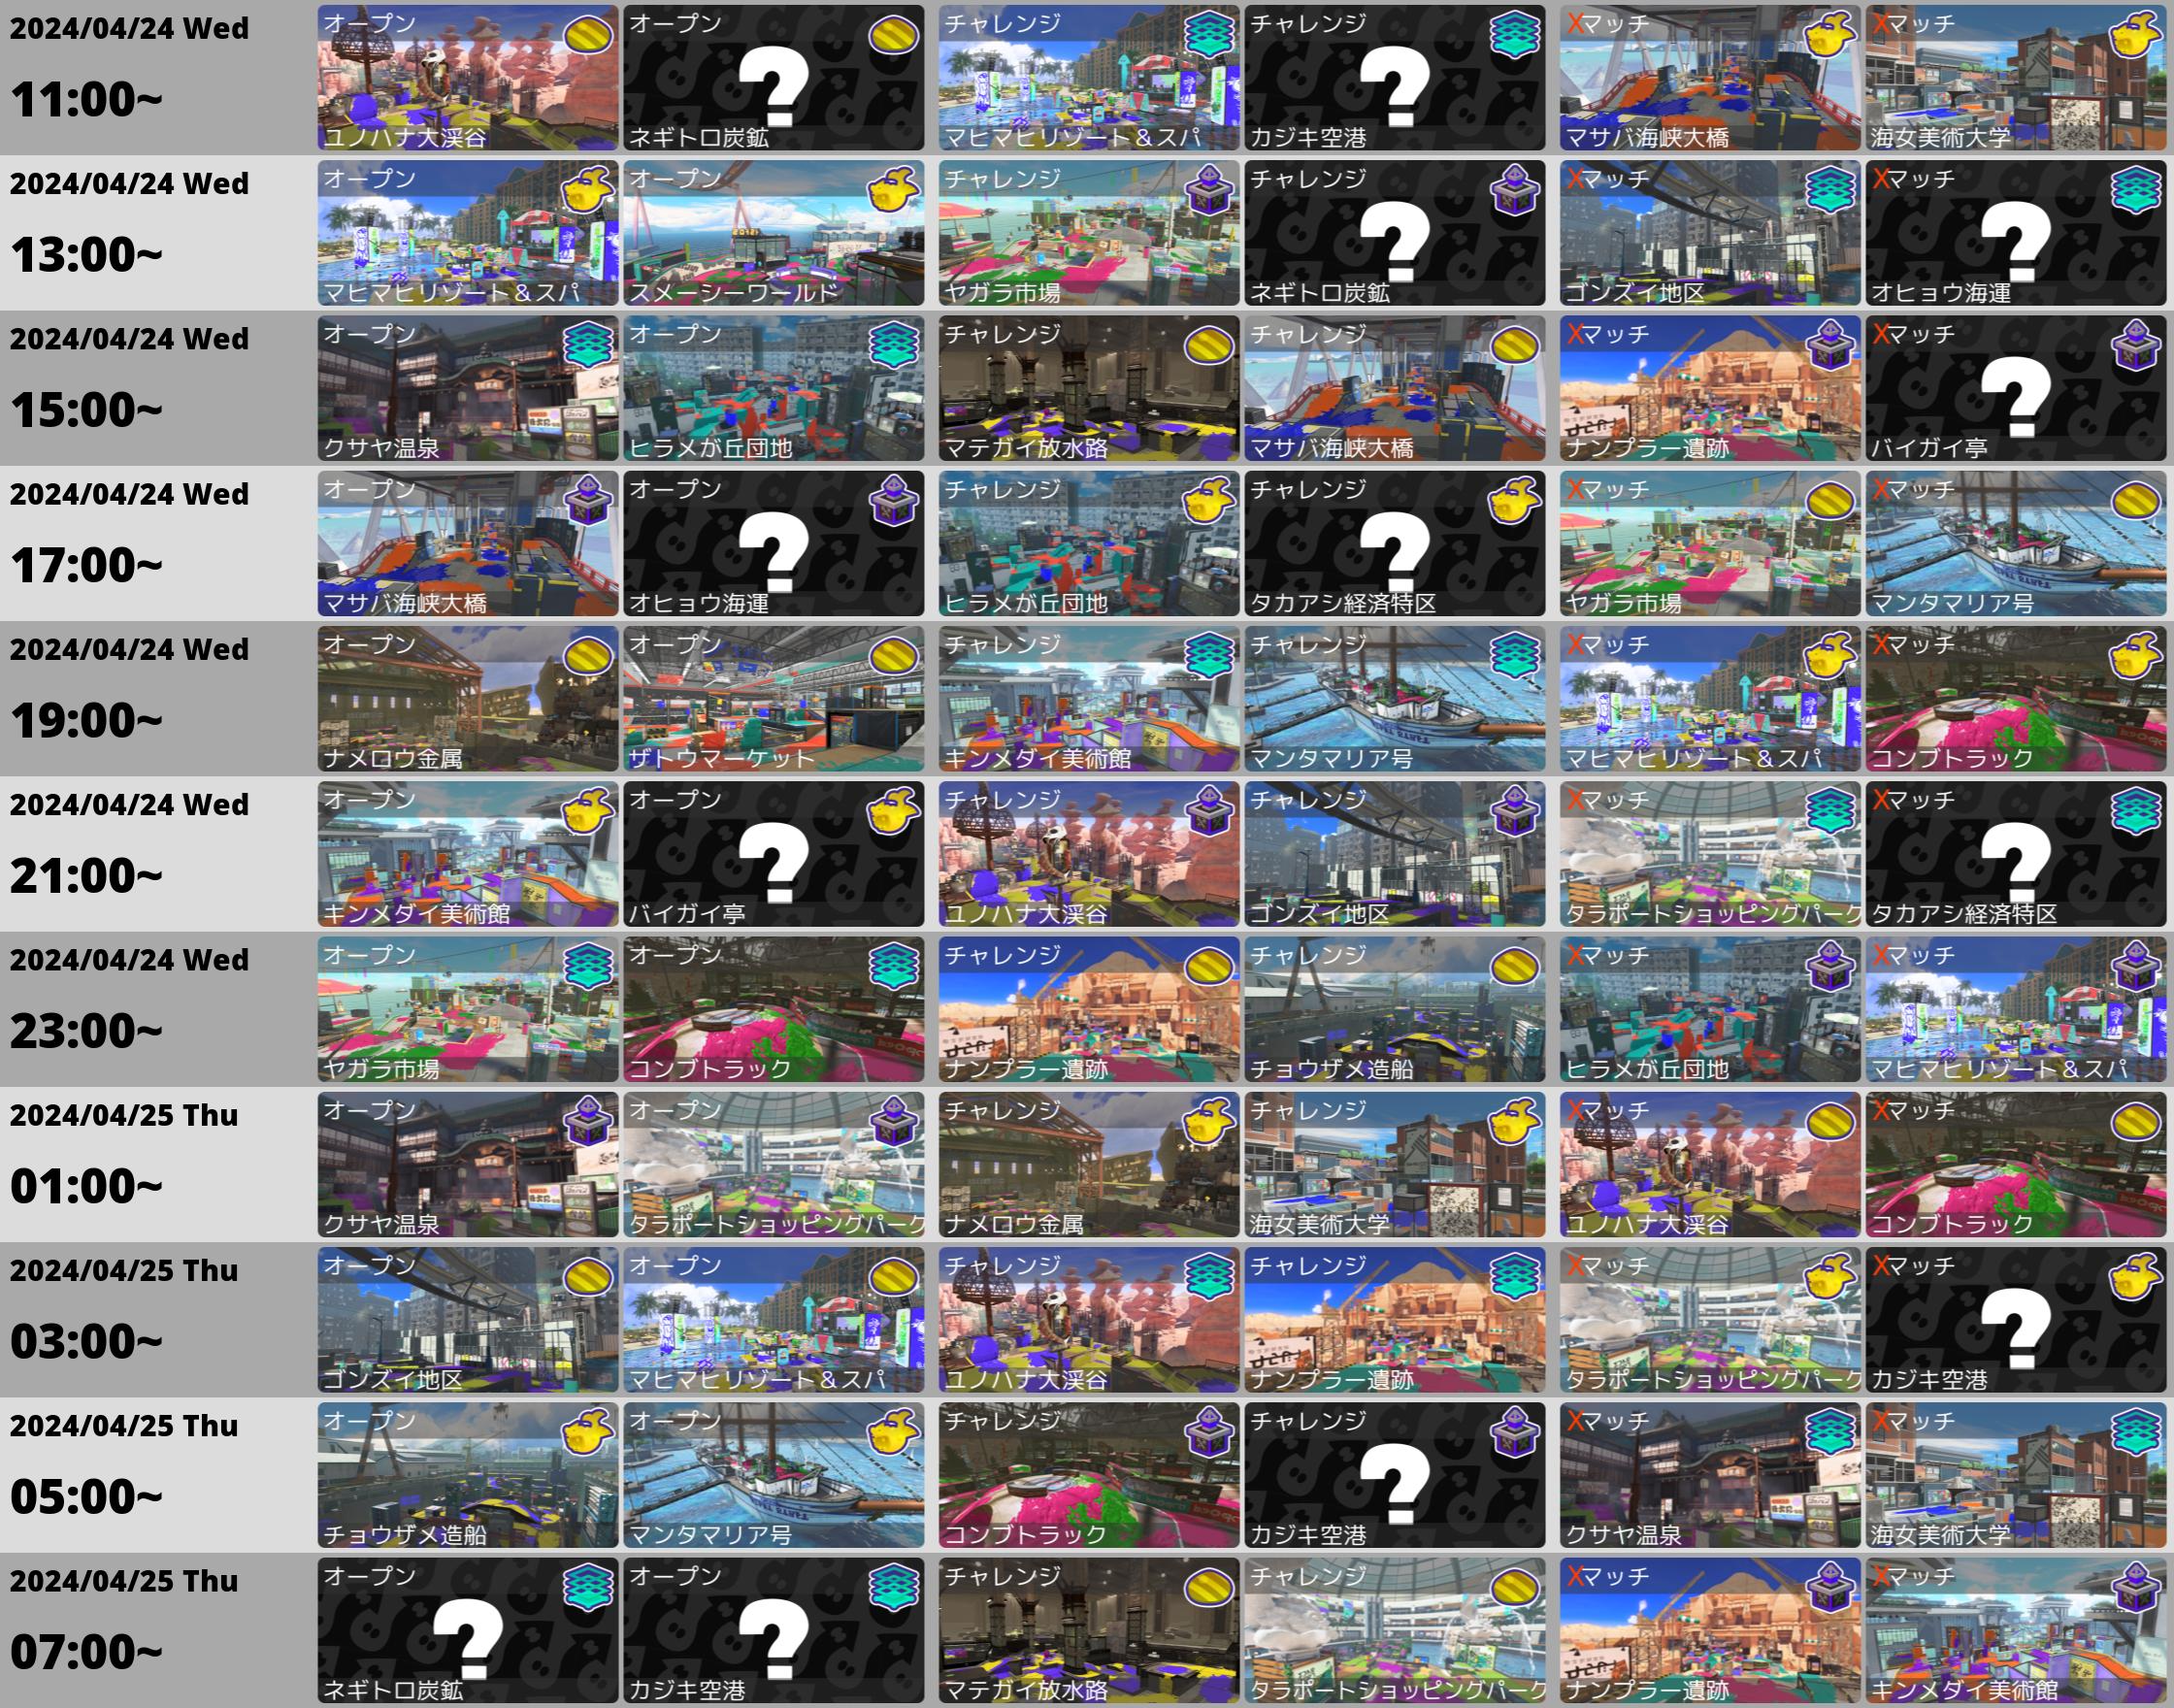 2024/04/24 Wed
11:00~
オープン
ユノハナ大渓谷
オープン
ネギトロ炭鉱
チャレンジ
マヒマヒリゾート＆スパ
チャレンジ
カジキ空港
Xマッチ
マサバ海峡大橋
Xマッチ
海女美術大学
2024/04/24 Wed
13:00~
オープン
マヒマヒリゾート＆スパ
オープン
スメーシーワールド
チャレンジ
ヤガラ市場
チャレンジ
ネギトロ炭鉱
Xマッチ
ゴンズイ地区
Xマッチ
オヒョウ海運
2024/04/24 Wed
15:00~
オープン
クサヤ温泉
オープン
ヒラメが丘団地
チャレンジ
マテガイ放水路
チャレンジ
マサバ海峡大橋
Xマッチ
ナンプラー遺跡
Xマッチ
バイガイ亭
2024/04/24 Wed
17:00~
オープン
マサバ海峡大橋
オープン
オヒョウ海運
チャレンジ
ヒラメが丘団地
チャレンジ
タカアシ経済特区
Xマッチ
ヤガラ市場
Xマッチ
マンタマリア号
2024/04/24 Wed
19:00~
オープン
ナメロウ金属
オープン
ザトウマーケット
チャレンジ
キンメダイ美術館
チャレンジ
マンタマリア号
Xマッチ
マヒマヒリゾート＆スパ
Xマッチ
コンブトラック
2024/04/24 Wed
21:00~
オープン
キンメダイ美術館
オープン
バイガイ亭
チャレンジ
ユノハナ大渓谷
チャレンジ
ゴンズイ地区
Xマッチ
タラポートショッピングパーク
Xマッチ
タカアシ経済特区
2024/04/24 Wed
23:00~
オープン
ヤガラ市場
オープン
コンブトラック
チャレンジ
ナンプラー遺跡
チャレンジ
チョウザメ造船
Xマッチ
ヒラメが丘団地
Xマッチ
マヒマヒリゾート＆スパ
2024/04/25 Thu
01:00~
オープン
クサヤ温泉
オープン
タラポートショッピングパーク
チャレンジ
ナメロウ金属
チャレンジ
海女美術大学
Xマッチ
ユノハナ大渓谷
Xマッチ
コンブトラック
2024/04/25 Thu
03:00~
オープン
ゴンズイ地区
オープン
マヒマヒリゾート＆スパ
チャレンジ
ユノハナ大渓谷
チャレンジ
ナンプラー遺跡
Xマッチ
タラポートショッピングパーク
Xマッチ
カジキ空港
2024/04/25 Thu
05:00~
オープン
チョウザメ造船
オープン
マンタマリア号
チャレンジ
コンブトラック
チャレンジ
カジキ空港
Xマッチ
クサヤ温泉
Xマッチ
海女美術大学
2024/04/25 Thu
07:00~
オープン
ネギトロ炭鉱
オープン
カジキ空港
チャレンジ
マテガイ放水路
チャレンジ
タラポートショッピングパーク
Xマッチ
ナンプラー遺跡
Xマッチ
キンメダイ美術館